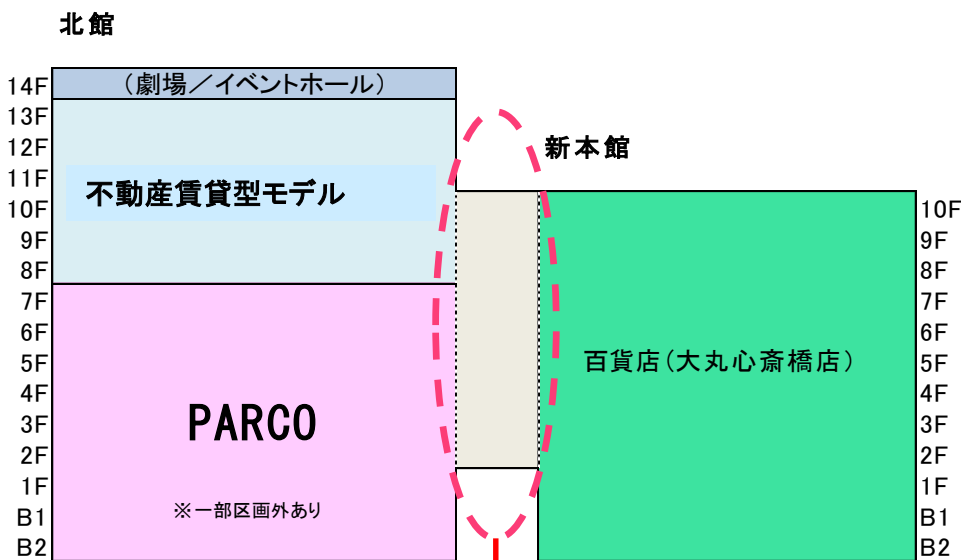 北館
14F
13F
12F
11F
10F
9F
8F
7F
6F
5F
4F
3F
2F
1F
B1
B2
(劇場／イベントホール)
不動産賃貸型モデル
PARCO
※一部区画外あり
新本館
百貨店(大丸心斎橋店)
10F
9F
8F
7F
6F
5F
4F
3F
2F
1F
B1
B2